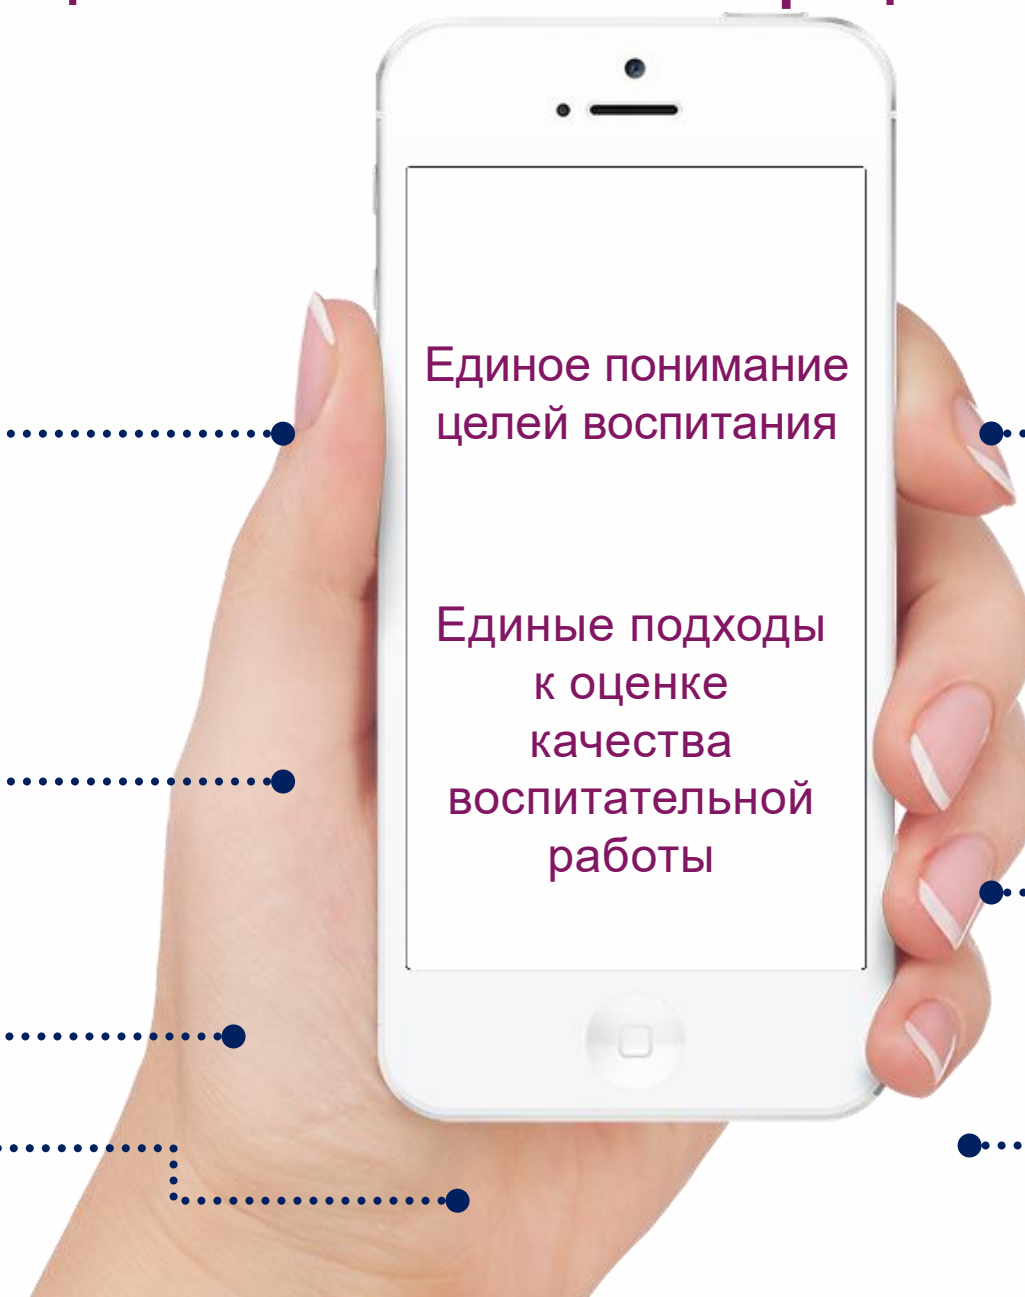 Единое понимание
целей воспитания
Единые подходы
к оценке
качества
воспитательной
работы